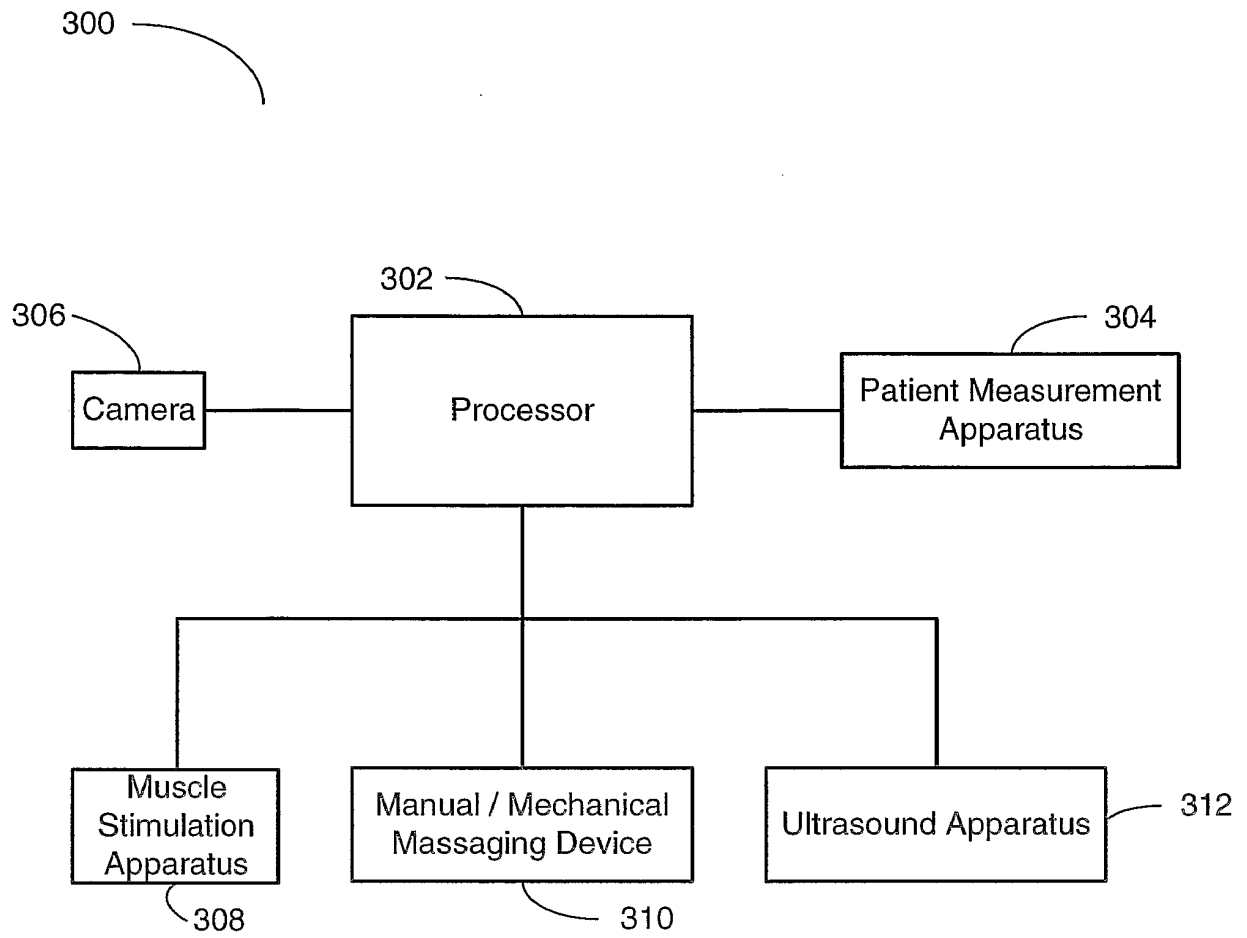 300
302
306
304
Camera
Processor
Patient Measurement
Apparatus
Muscle
Stimulation
Apparatus
Manual / Mechanical
Massaging Device
Ultrasound Apparatus
312
308
310